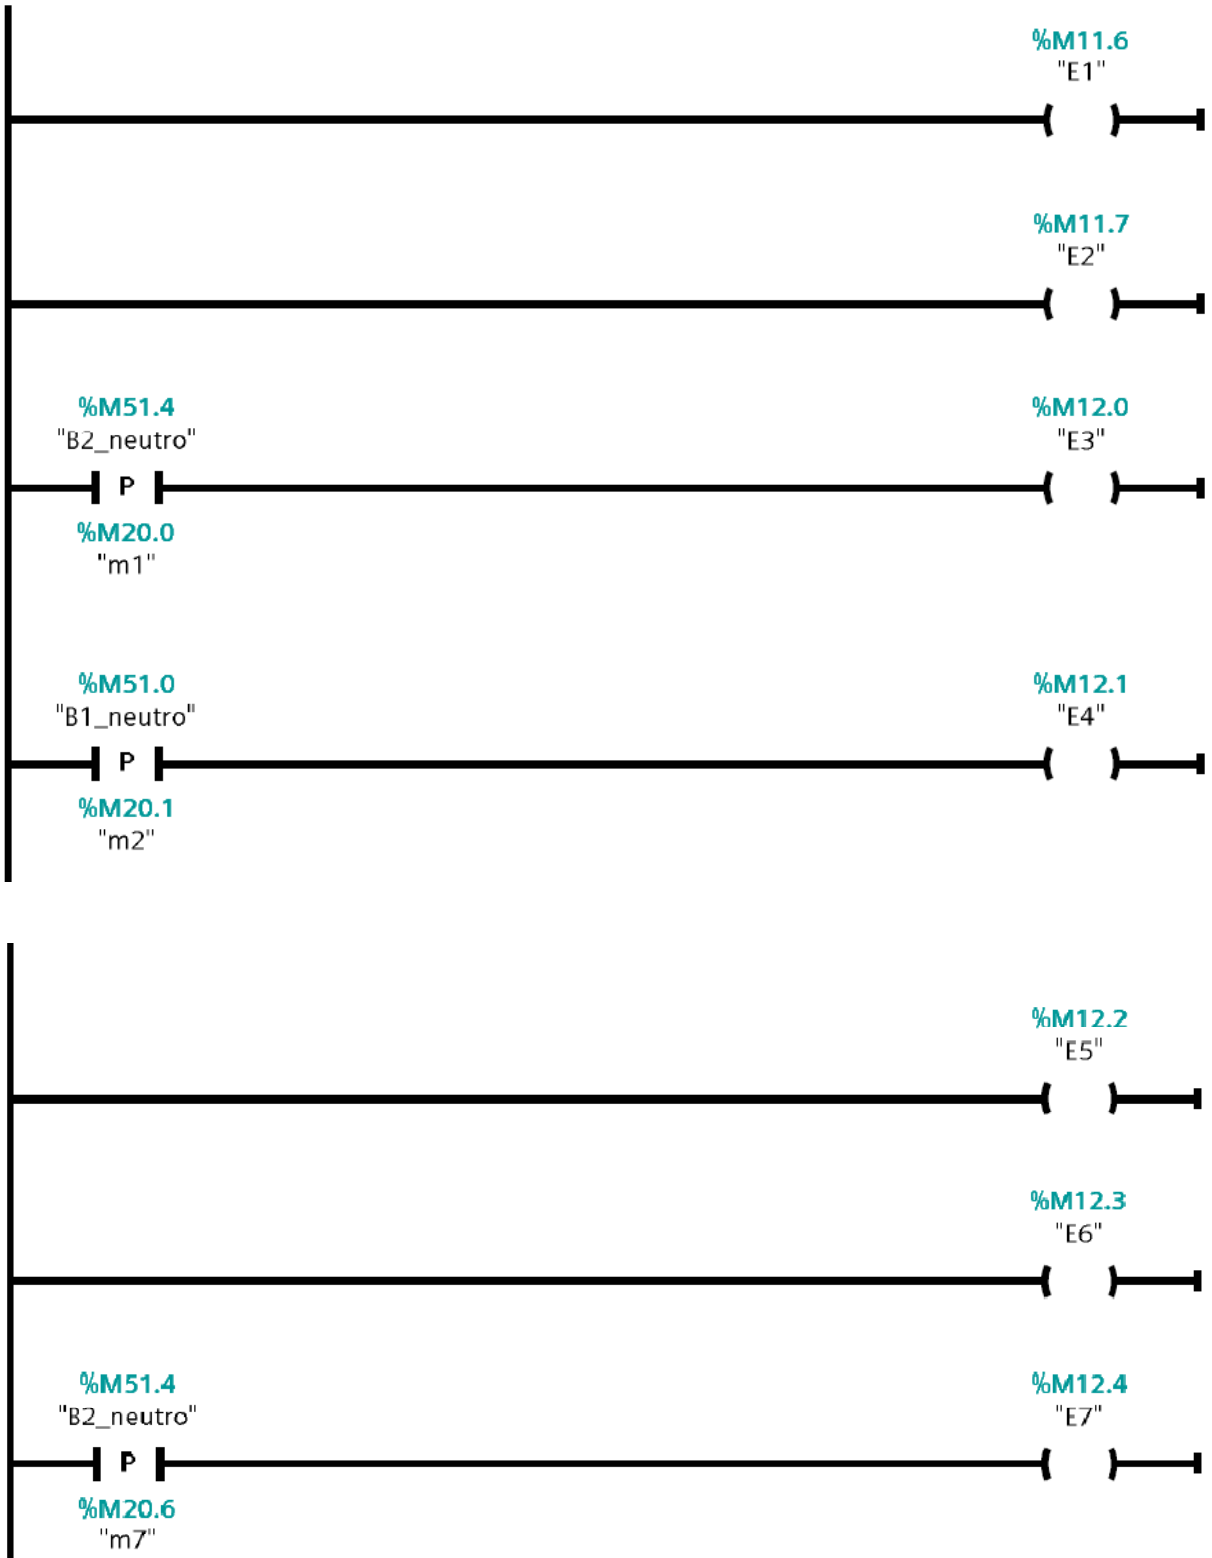 %M11.6
"E1"
%M11.7
"E2"
%M51.4
"B2_neutro"
%M12.0
"E3"
P
%M20.0
"m1"
%M51.0
"B1_neutro"
%M12.1
"E4"
P
%M20.1
"m2"
%M12.2
"E5"
%M12.3
"E6"
%M51.4
"B2_neutro"
%M12.4
"E7"
P
%M20.6
"m7"